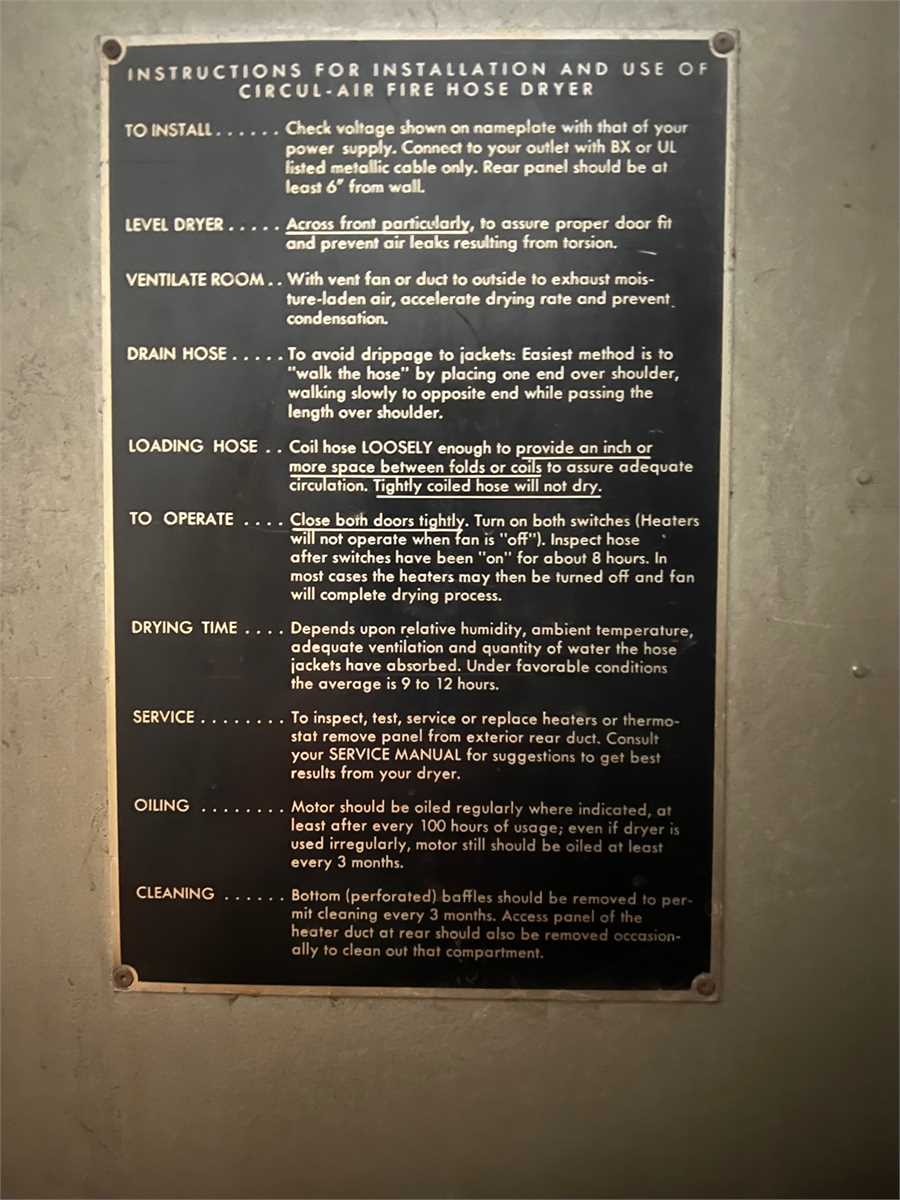 INSTRUCTIONS FOR INSTALLATION AND USE OF
CIRCUL-AIR FIRE HOSE DRYER
TO INSTALL . . . . . . Check voltage shown on nameplate with that of your
power supply. Connect to your outlet with BX or UL
listed metallic cable only. Rear panel should be at
least 6" from wall.
LEVEL DRYER . . . . . Across front particularly, to assure proper door fit
and prevent air leaks resulting from torsion.
VENTILATE ROOM . . With vent fan or duct to outside to exhaust mois-
ture-laden air, accelerate drying rate and prevent
condensation.
DRAIN HOSE . . . . . To avoid drippage to jackets: Easiest method is to
"walk the hose" by placing one end over shoulder,
walking slowly to opposite end while passing the
length over shoulder.
LOADING HOSE . . Coil hose LOOSELY enough to provide an inch or
more space between folds or coils to assure adequate
circulation. Tightly coiled hose will not dry.
TO OPERATE . . . . Close both doors tightly. Turn on both switches (Heaters
will not operate when fan is "off"). Inspect hose
after switches have been "on" for about 8 hours. In
most cases the heaters may then be turned off and fan
will complete drying process.
DRYING TIME . . . . Depends upon relative humidity, ambient temperature,
adequate ventilation and quantity of water the hose
jackets have absorbed. Under favorable conditions
the average is 9 to 12 hours.
SERVICE . . . . . . . . To inspect, test, service or replace heaters or thermo-
stat remove panel from exterior rear duct. Consult
your SERVICE MANUAL for suggestions to get best
results from your dryer.
OILING . . . . . . . . Motor should be oiled regularly where indicated, at
least after every 100 hours of usage; even if dryer is
used irregularly, motor still should be oiled at least
every 3 months.
CLEANING . . . . . . Bottom (perforated) baffles should be removed to per-
mit cleaning every 3 months. Access panel of the
heater duct at rear should also be removed occasion-
ally to clean out that compartment.